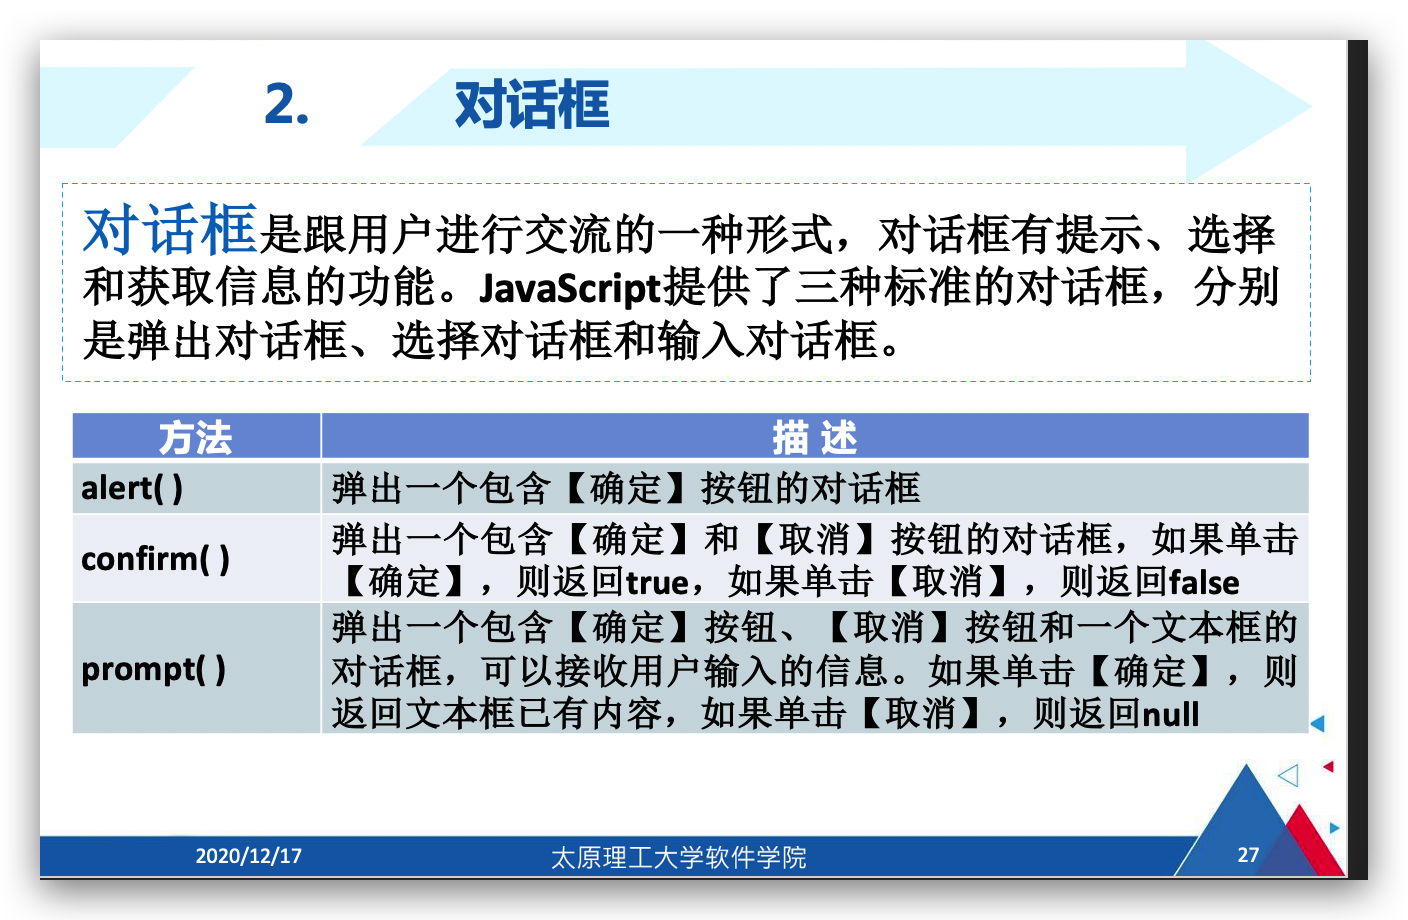 2. 对话框
对话框是跟用户进行交流的一种形式，对话框有提示、选择
和获取信息的功能。JavaScript提供了三种标准的对话框，分别
是弹出对话框、选择对话框和输入对话框。
方法 描 述
alert( ) 弹出一个包含【确定】按钮的对话框
confirm( ) 弹出一个包含【确定】和【取消】按钮的对话框，如果单击
【确定】，则返回true，如果单击【取消】，则返回false
prompt( ) 弹出一个包含【确定】按钮、【取消】按钮和一个文本框的
对话框，可以接收用户输入的信息。如果单击【确定】，则
返回文本框已有内容，如果单击【取消】，则返回null
2020/12/17 太原理工大学软件学院 27